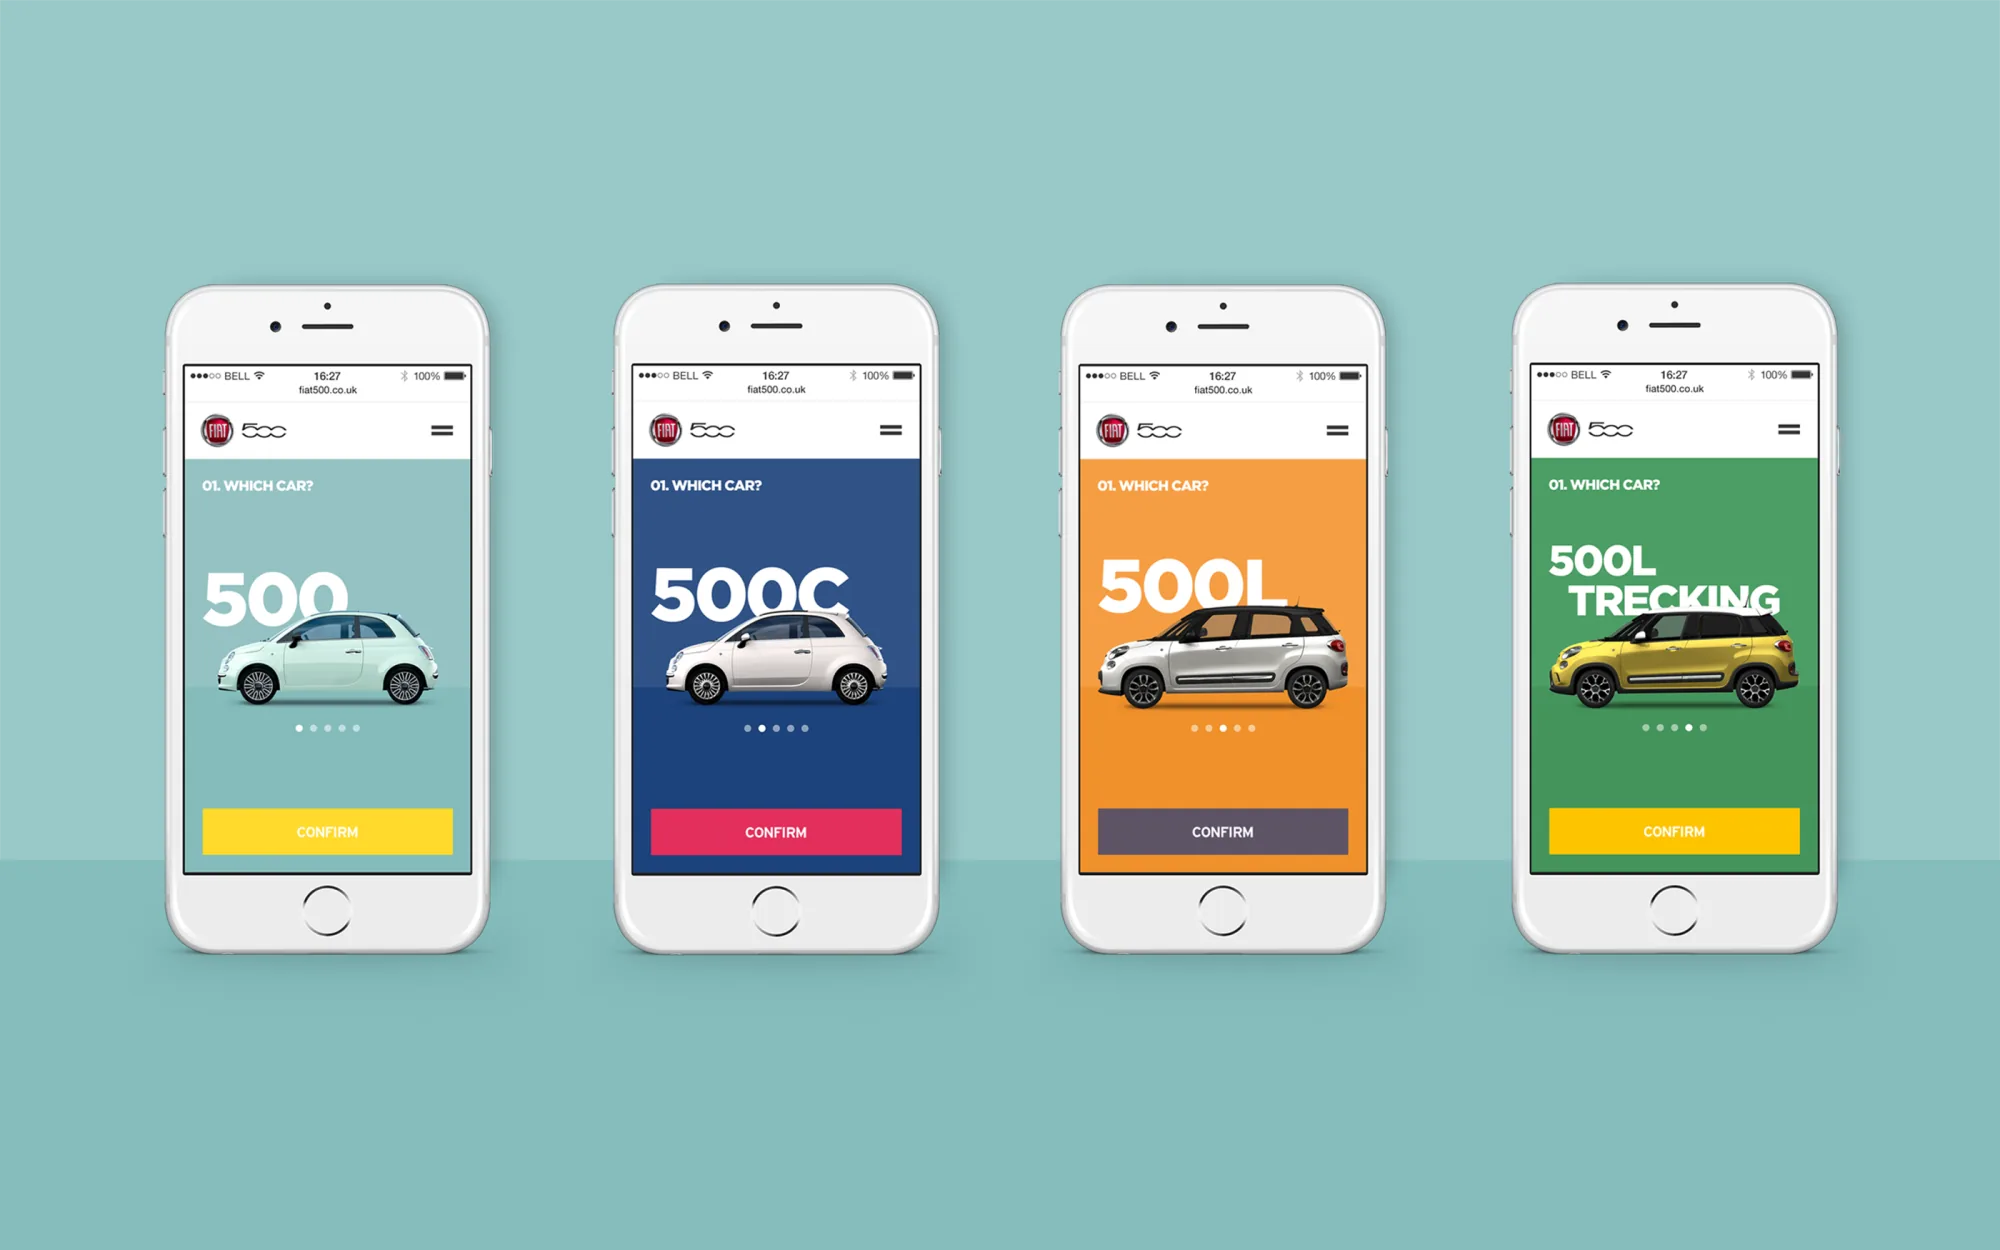 BELL
16:27
100%
fiat500.co.uk
FIAT 500
01. WHICH CAR?
500
CONFIRM
BELL
16:27
100%
fiat500.co.uk
FIAT 500
01. WHICH CAR?
500C
CONFIRM
BELL
16:27
100%
fiat500.co.uk
FIAT 500
01. WHICH CAR?
500L
CONFIRM
BELL
16:27
100%
fiat500.co.uk
FIAT 500
01. WHICH CAR?
500L
TRECKING
CONFIRM